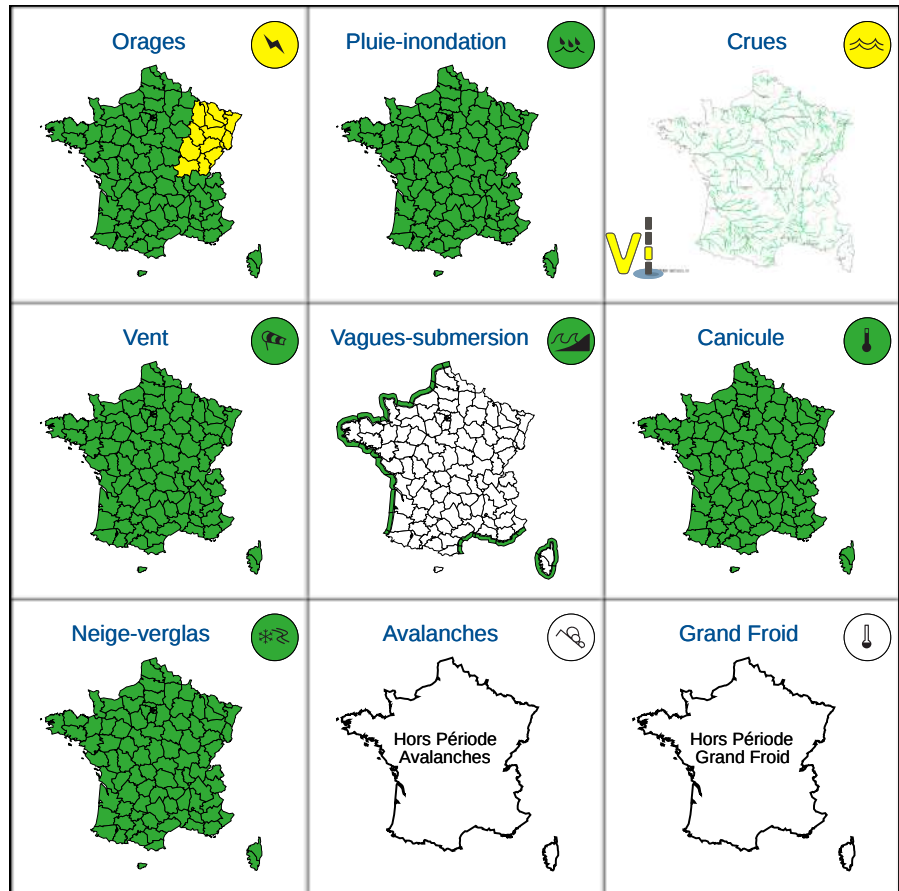 Orages
Pluie-inondation
Crues
Vi
Vent
Vagues-submersion
Canicule
Neige-verglas
Avalanches
Grand Froid
Hors Période
Avalanches
Hors Période
Grand Froid